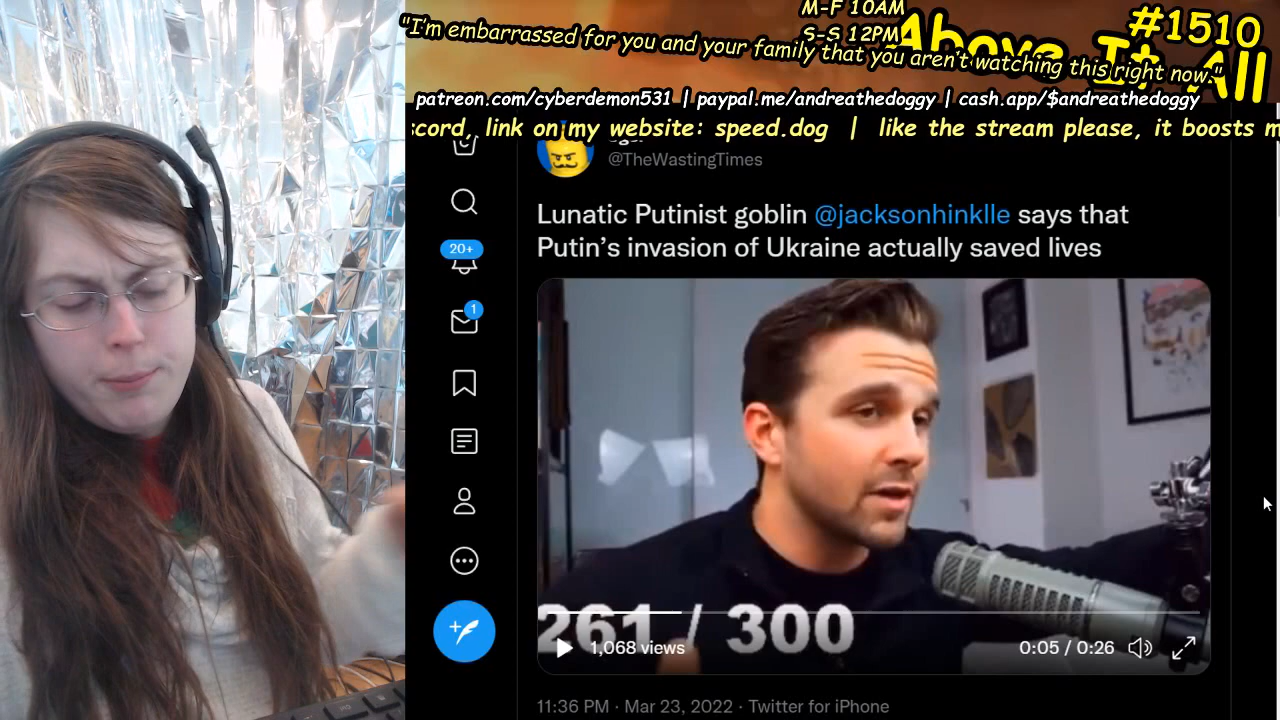 M-F 10AM
S-S 12PM
#1510
Above It All
"I'm embarrassed for you and your family that you aren't watching this right now."
patreon.com/cyberdemon531 | paypal.me/andreathedoggy | cash.app/$andreathedoggy
scord, link on my website: speed.dog | like the stream please, it boosts m
@TheWastingTimes
20+
1
Lunatic Putinist goblin @jacksonhinklle says that
Putin's invasion of Ukraine actually saved lives
261 / 300
1,068 views
0:05 / 0:26
11:36 PM · Mar 23, 2022 · Twitter for iPhone